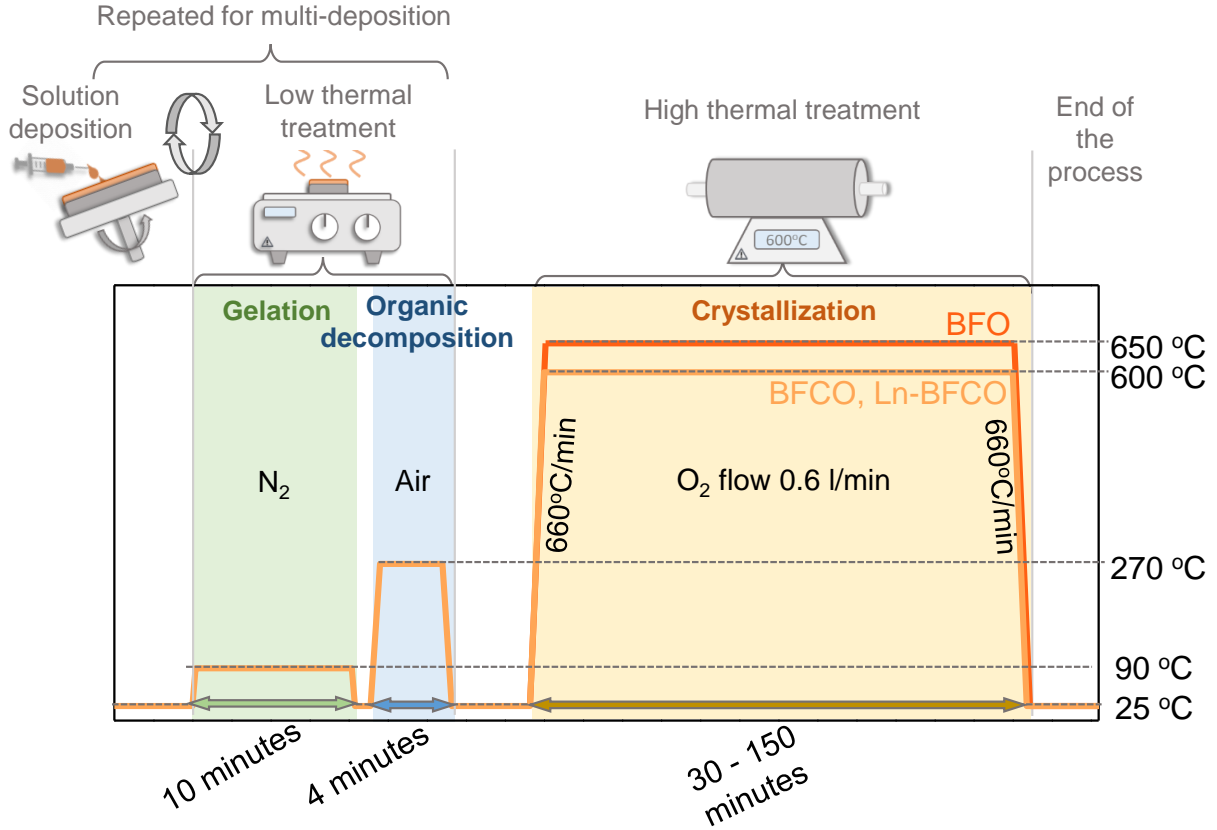 Repeated for multi-deposition
Solution
deposition
Low thermal
treatment
High thermal treatment
End of
the
process
600°C
Gelation
Organic
decomposition
Crystallization
BFO
650 °C
600 °C
BFCO, Ln-BFCO
660°C/min
660°C/min
N₂
Air
O₂ flow 0.6 l/min
270 °C
90 °C
25 °C
10 minutes
4 minutes
30 - 150
minutes